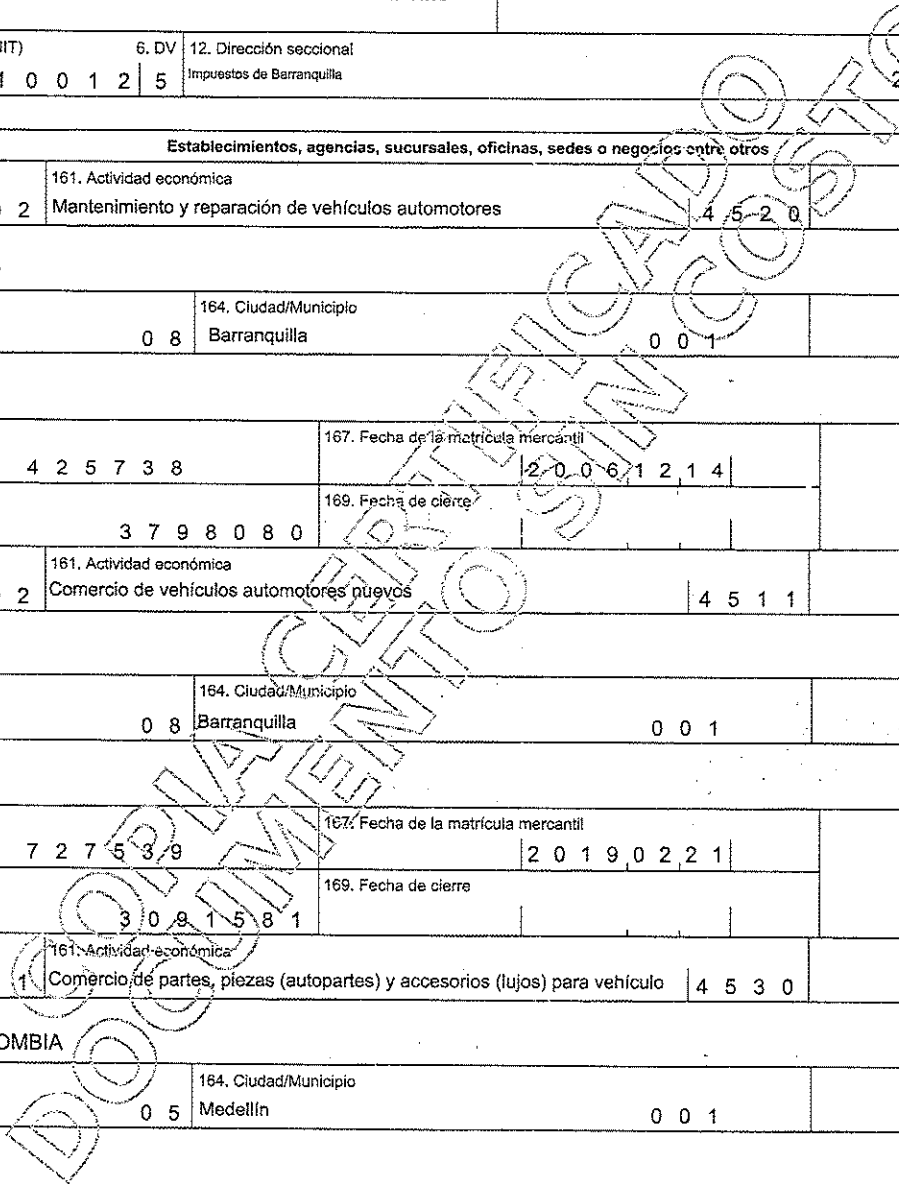 IIT) 6. DV 12. Dirección seccional
1 0 0 1 2 5 Impuestos de Barranquilla 2
Establecimientos, agencias, sucursales, oficinas, sedes o negocios entre otros
161. Actividad económica
2 Mantenimiento y reparación de vehículos automotores 4 5 2 0
164. Ciudad/Municipio
0 8 Barranquilla 0 0 1
167. Fecha de la matrícula mercantil
4 2 5 7 3 8 2 0 0 6 1 2 1 4
169. Fecha de cierre
3 7 9 8 0 8 0
161. Actividad económica
2 Comercio de vehículos automotores nuevos 4 5 1 1
164. Ciudad/Municipio
0 8 Barranquilla 0 0 1
167. Fecha de la matrícula mercantil
7 2 7 5 3 9 2 0 1 9 0 2 2 1
169. Fecha de cierre
3 0 9 1 5 8 1
161. Actividad económica
1 Comercio de partes, piezas (autopartes) y accesorios (lujos) para vehículo 4 5 3 0
OMBIA
164. Ciudad/Municipio
0 5 Medellín 0 0 1
COPIA CERTIFICADO
DOCUMENTO SIN COSTO